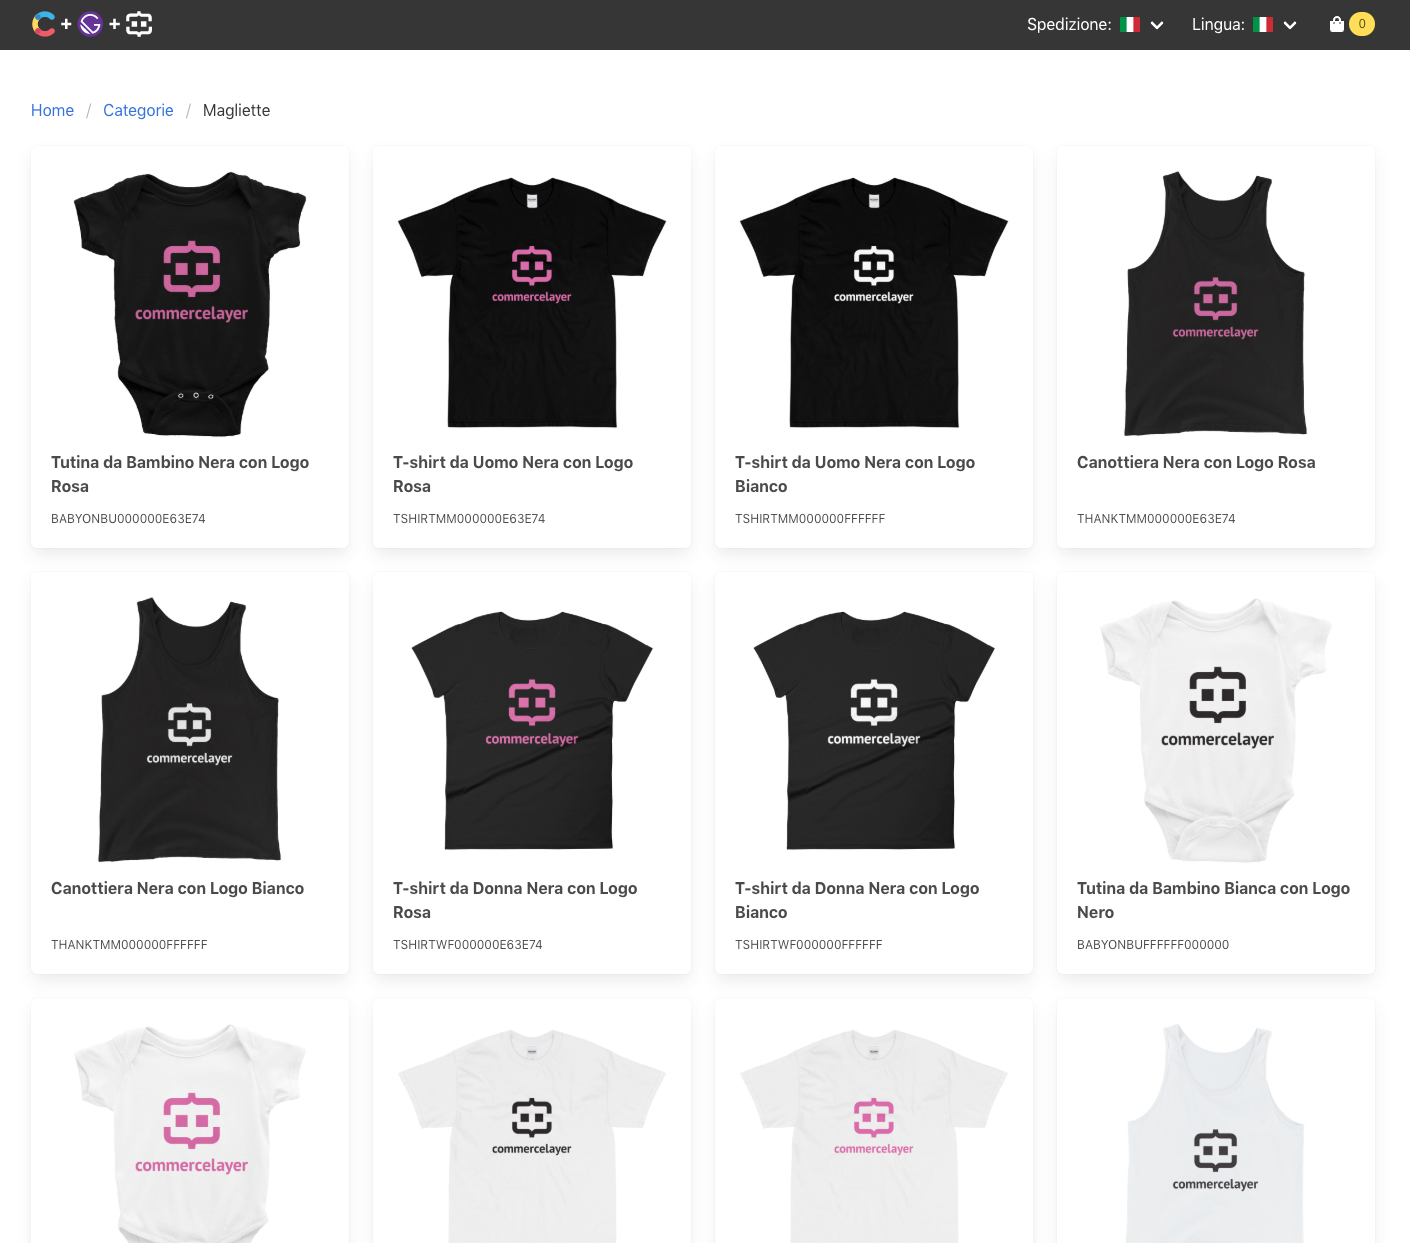 + + Spedizione: Lingua: 0
Home / Categorie / Magliette
commercelayer
commercelayer
commercelayer
commercelayer
Tutina da Bambino Nera con Logo
Rosa
BABYONBU000000E63E74
T-shirt da Uomo Nera con Logo
Rosa
TSHIRTMM000000E63E74
T-shirt da Uomo Nera con Logo
Bianco
TSHIRTMM000000FFFFFF
Canottiera Nera con Logo Rosa
THANKTMM000000E63E74
commercelayer
commercelayer
commercelayer
commercelayer
Canottiera Nera con Logo Bianco
THANKTMM000000FFFFFF
T-shirt da Donna Nera con Logo
Rosa
TSHIRTWF000000E63E74
T-shirt da Donna Nera con Logo
Bianco
TSHIRTWF000000FFFFFF
Tutina da Bambino Bianca con Logo
Nero
BABYONBUFFFFFF000000
commercelayer
commercelayer
commercelayer
commercelayer